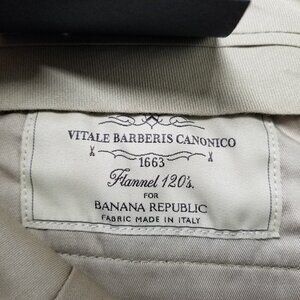 VITALE BARBERIS CANONICO
1663
Flannel 120's.
FOR
BANANA REPUBLIC
FABRIC MADE IN ITALY